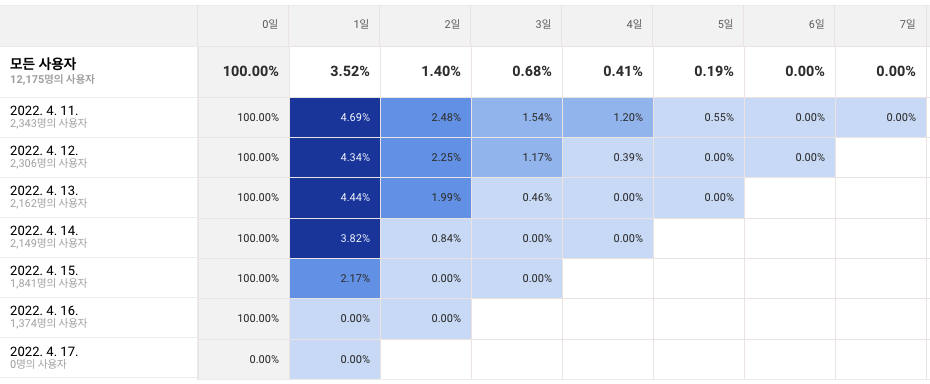 0일 1일 2일 3일 4일 5일 6일 7일
모든 사용자
12,175명의 사용자
100.00% 3.52% 1.40% 0.68% 0.41% 0.19% 0.00% 0.00%
2022. 4. 11.
2,343명의 사용자
100.00% 4.69% 2.48% 1.54% 1.20% 0.55% 0.00% 0.00%
2022. 4. 12.
2,306명의 사용자
100.00% 4.34% 2.25% 1.17% 0.39% 0.00% 0.00%
2022. 4. 13.
2,162명의 사용자
100.00% 4.44% 1.99% 0.46% 0.00% 0.00%
2022. 4. 14.
2,149명의 사용자
100.00% 3.82% 0.84% 0.00% 0.00%
2022. 4. 15.
1,841명의 사용자
100.00% 2.17% 0.00% 0.00%
2022. 4. 16.
1,374명의 사용자
100.00% 0.00% 0.00%
2022. 4. 17.
0명의 사용자
0.00% 0.00%